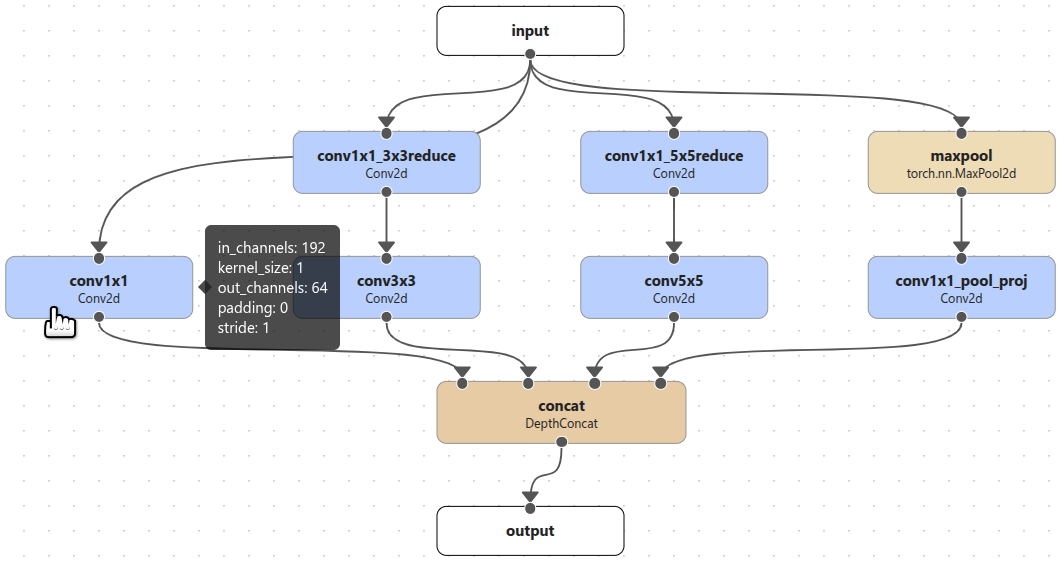 input
conv1x1_3x3reduce
Conv2d
conv1x1_5x5reduce
Conv2d
maxpool
torch.nn.MaxPool2d
conv1x1
Conv2d
in_channels: 192
kernel_size: 1
out_channels: 64
padding: 0
stride: 1
conv3x3
Conv2d
conv5x5
Conv2d
conv1x1_pool_proj
Conv2d
concat
DepthConcat
output